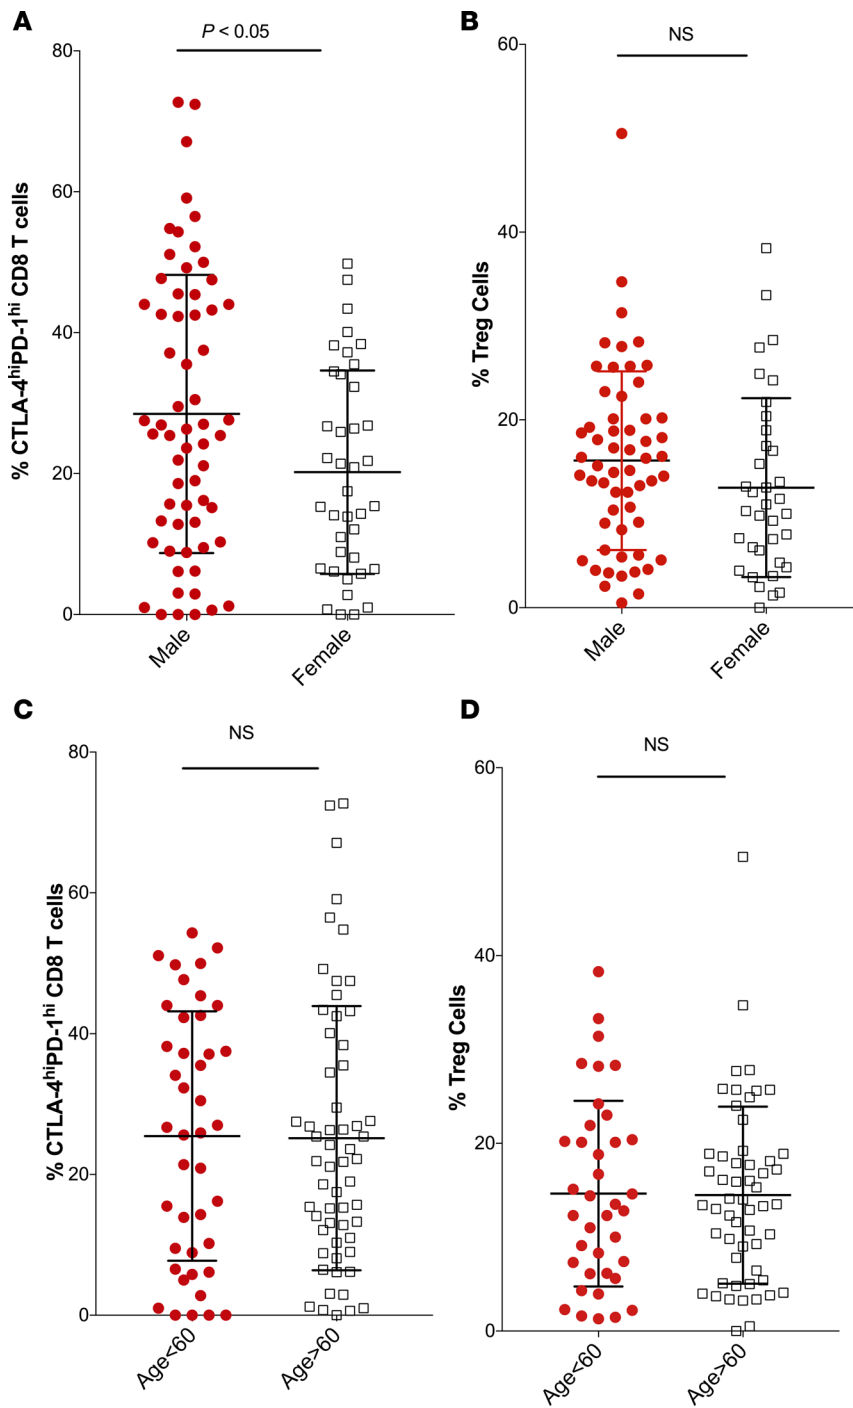 A
P < 0.05
% CTLA-4hiPD-1hi CD8 T cells
80
60
40
20
0
Male
Female
B
NS
% Treg Cells
60
40
20
0
Male
Female
C
NS
% CTLA-4hiPD-1hi CD8 T cells
80
60
40
20
0
Age<60
Age>60
D
NS
% Treg Cells
60
40
20
0
Age<60
Age>60